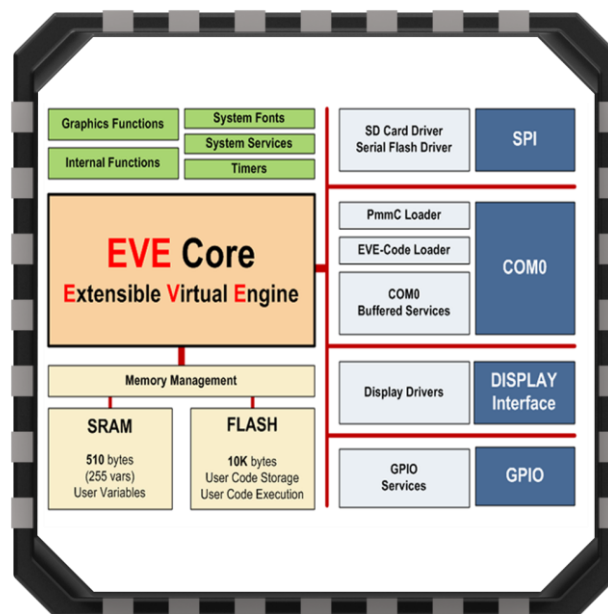 Graphics Functions
Internal Functions
System Fonts
System Services
Timers
EVE Core
Extensible Virtual Engine
Memory Management
SRAM
510 bytes
(255 vars)
User Variables
FLASH
10K bytes
User Code Storage
User Code Execution
SD Card Driver
Serial Flash Driver
SPI
PmmC Loader
EVE-Code Loader
COM0
Buffered Services
COM0
Display Drivers
DISPLAY
Interface
GPIO
Services
GPIO